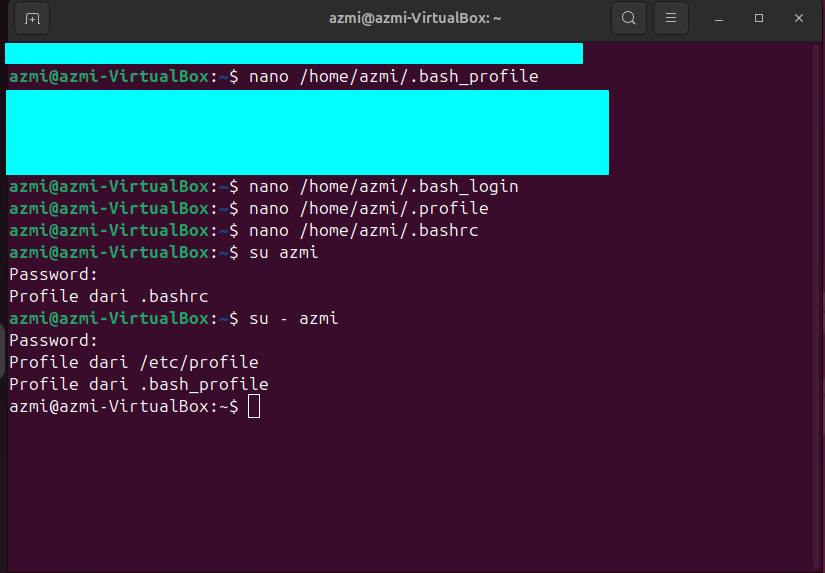 azmi@azmi-VirtualBox: ~
azmi@azmi-VirtualBox:~$ nano /home/azmi/.bash_profile
azmi@azmi-VirtualBox:~$ nano /home/azmi/.bash_login
azmi@azmi-VirtualBox:~$ nano /home/azmi/.profile
azmi@azmi-VirtualBox:~$ nano /home/azmi/.bashrc
azmi@azmi-VirtualBox:~$ su azmi
Password:
Profile dari .bashrc
azmi@azmi-VirtualBox:~$ su - azmi
Password:
Profile dari /etc/profile
Profile dari .bash_profile
azmi@azmi-VirtualBox:~$